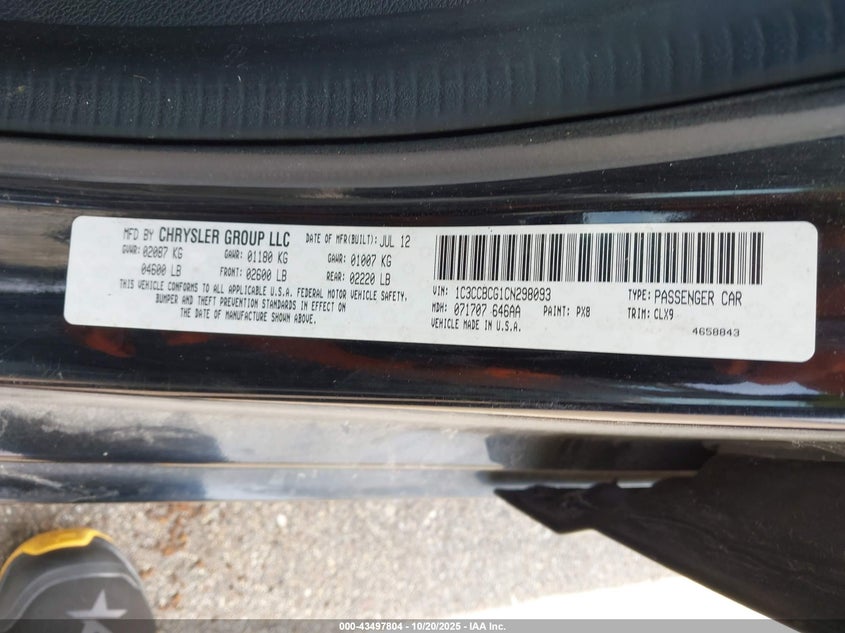 MFD BY CHRYSLER GROUP LLC DATE OF MFR(BUILT): JUL 12
GVWR: 02087 KG GAWR: 01180 KG GAWR: 01007 KG
04600 LB FRONT: 02600 LB REAR: 02220 LB
THIS VEHICLE CONFORMS TO ALL APPLICABLE U.S.A. FEDERAL MOTOR VEHICLE SAFETY,
BUMPER AND THEFT PREVENTION STANDARDS IN EFFECT ON
THE DATE OF MANUFACTURE SHOWN ABOVE.
VIN: 1C3CCBCG1CN298093 TYPE: PASSENGER CAR
MDH: 071707 646AA PAINT: PX8 TRIM: CLX9
VEHICLE MADE IN U.S.A. 4658843
000-43497804 | 10/20/2025 - IAA Inc.